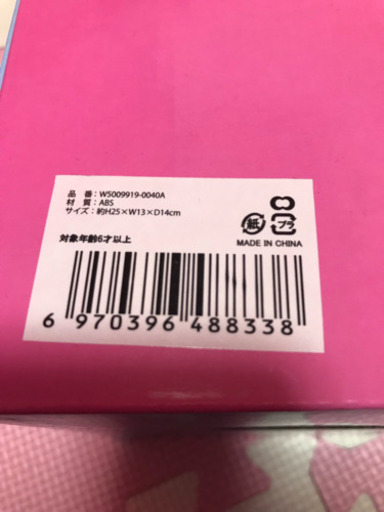 品　番：W5009919-0040A
材　質：ABS
サイズ：約H25×W13×D14cm
対象年齢6才以上
紙 プラ
MADE IN CHINA
6 970396 488338